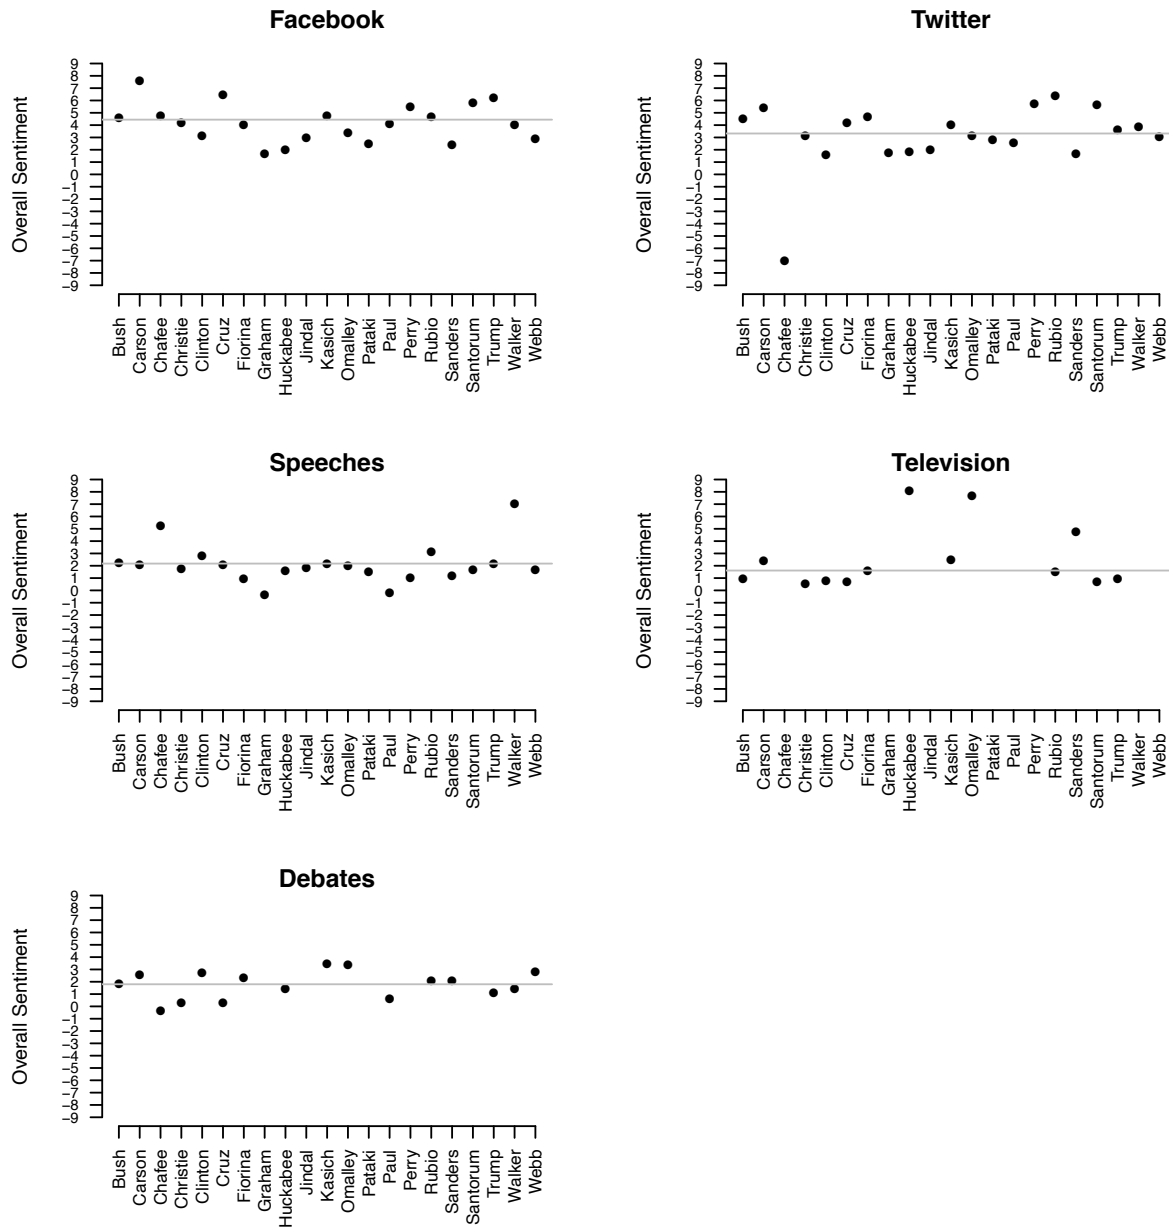 Facebook
Overall Sentiment
9
8
7
6
5
4
3
2
1
0
−1
−2
−3
−4
−5
−6
−7
−8
−9
Bush
Carson
Chafee
Christie
Clinton
Cruz
Fiorina
Graham
Huckabee
Jindal
Kasich
Omalley
Pataki
Paul
Perry
Rubio
Sanders
Santorum
Trump
Walker
Webb
Twitter
Overall Sentiment
9
8
7
6
5
4
3
2
1
0
−1
−2
−3
−4
−5
−6
−7
−8
−9
Bush
Carson
Chafee
Christie
Clinton
Cruz
Fiorina
Graham
Huckabee
Jindal
Kasich
Omalley
Pataki
Paul
Perry
Rubio
Sanders
Santorum
Trump
Walker
Webb
Speeches
Overall Sentiment
9
8
7
6
5
4
3
2
1
0
−1
−2
−3
−4
−5
−6
−7
−8
−9
Bush
Carson
Chafee
Christie
Clinton
Cruz
Fiorina
Graham
Huckabee
Jindal
Kasich
Omalley
Pataki
Paul
Perry
Rubio
Sanders
Santorum
Trump
Walker
Webb
Television
Overall Sentiment
9
8
7
6
5
4
3
2
1
0
−1
−2
−3
−4
−5
−6
−7
−8
−9
Bush
Carson
Chafee
Christie
Clinton
Cruz
Fiorina
Graham
Huckabee
Jindal
Kasich
Omalley
Pataki
Paul
Perry
Rubio
Sanders
Santorum
Trump
Walker
Webb
Debates
Overall Sentiment
9
8
7
6
5
4
3
2
1
0
−1
−2
−3
−4
−5
−6
−7
−8
−9
Bush
Carson
Chafee
Christie
Clinton
Cruz
Fiorina
Graham
Huckabee
Jindal
Kasich
Omalley
Pataki
Paul
Perry
Rubio
Sanders
Santorum
Trump
Walker
Webb